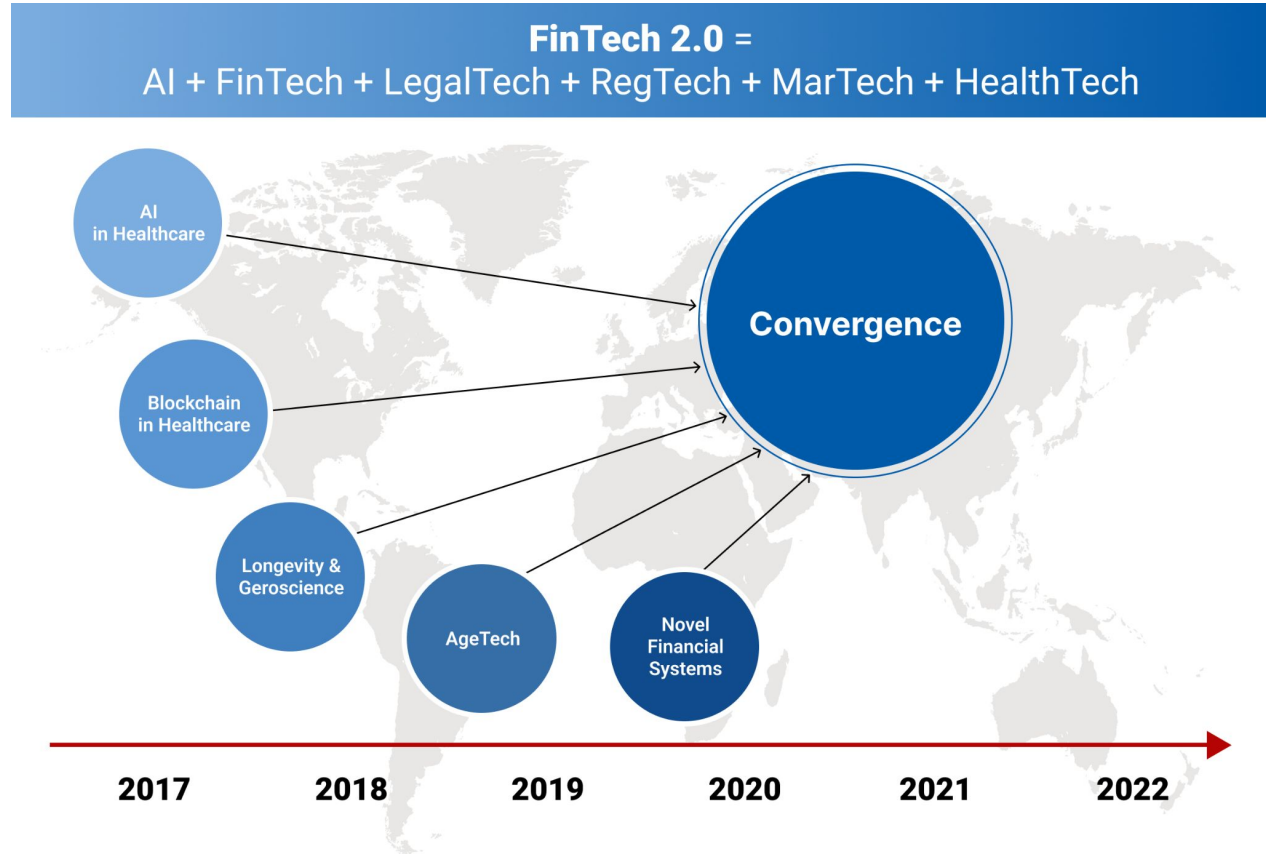 FinTech 2.0 =
AI + FinTech + LegalTech + RegTech + MarTech + HealthTech
AI
in Healthcare
Convergence
Blockchain
in Healthcare
Longevity &
Geroscience
AgeTech
Novel
Financial
Systems
2017 2018 2019 2020 2021 2022